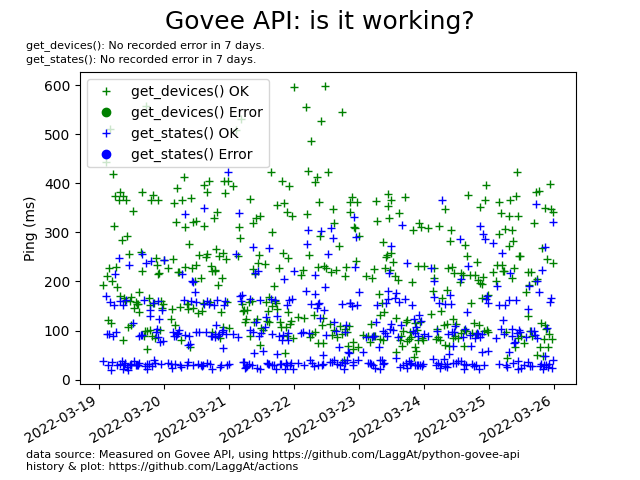 Govee API: is it working?
get_devices(): No recorded error in 7 days.
get_states(): No recorded error in 7 days.
get_devices() OK
get_devices() Error
get_states() OK
get_states() Error
600
500
400
300
200
100
0
Ping (ms)
2022-03-19
2022-03-20
2022-03-21
2022-03-22
2022-03-23
2022-03-24
2022-03-25
2022-03-26
data source: Measured on Govee API, using https://github.com/LaggAt/python-govee-api
history & plot: https://github.com/LaggAt/actions